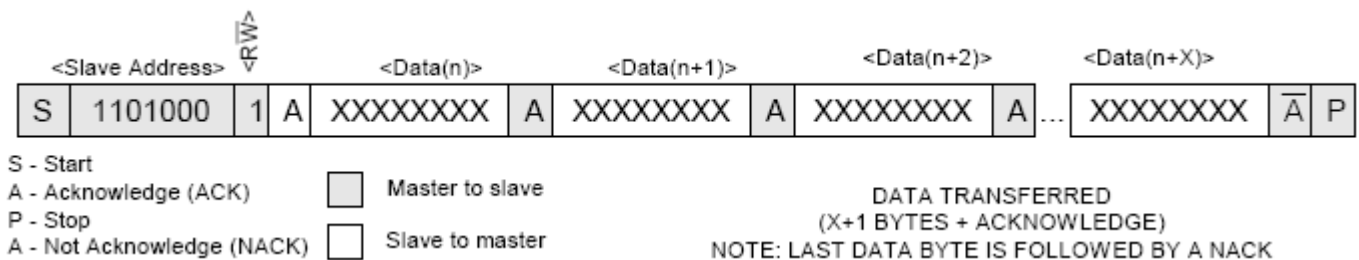 <Slave Address> <RW̅> <Data(n)> <Data(n+1)> <Data(n+2)> <Data(n+X)>
S 1101000 1 A XXXXXXXX A XXXXXXXX A XXXXXXXX A ... XXXXXXXX A̅ P
S - Start
A - Acknowledge (ACK)
P - Stop
A - Not Acknowledge (NACK)
Master to slave
Slave to master
DATA TRANSFERRED
(X+1 BYTES + ACKNOWLEDGE)
NOTE: LAST DATA BYTE IS FOLLOWED BY A NACK